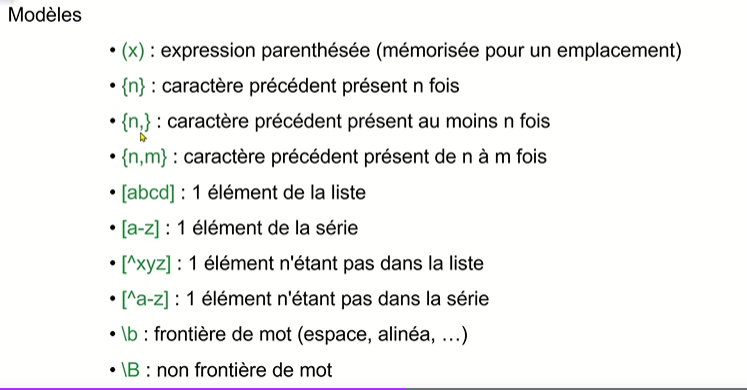 Modèles
• (x) : expression parenthésée (mémorisée pour un emplacement)
• {n} : caractère précédent présent n fois
• {n,} : caractère précédent présent au moins n fois
• {n,m} : caractère précédent présent de n à m fois
• [abcd] : 1 élément de la liste
• [a-z] : 1 élément de la série
• [^xyz] : 1 élément n'étant pas dans la liste
• [^a-z] : 1 élément n'étant pas dans la série
• \b : frontière de mot (espace, alinéa, …)
• \B : non frontière de mot